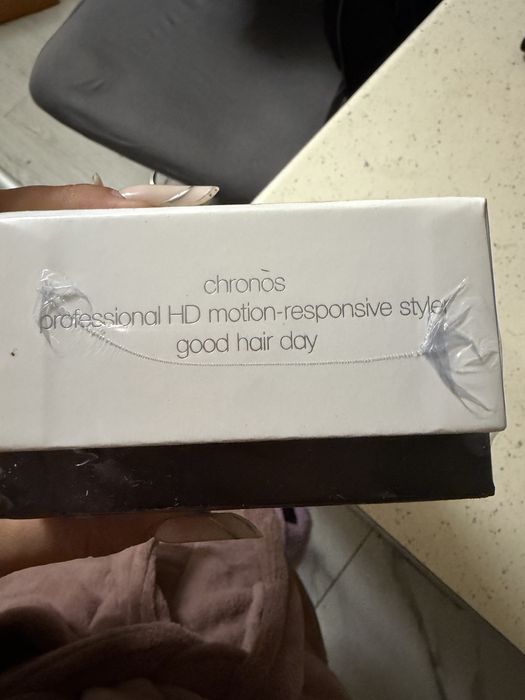 chronos
professional HD motion-responsive styler
good hair day